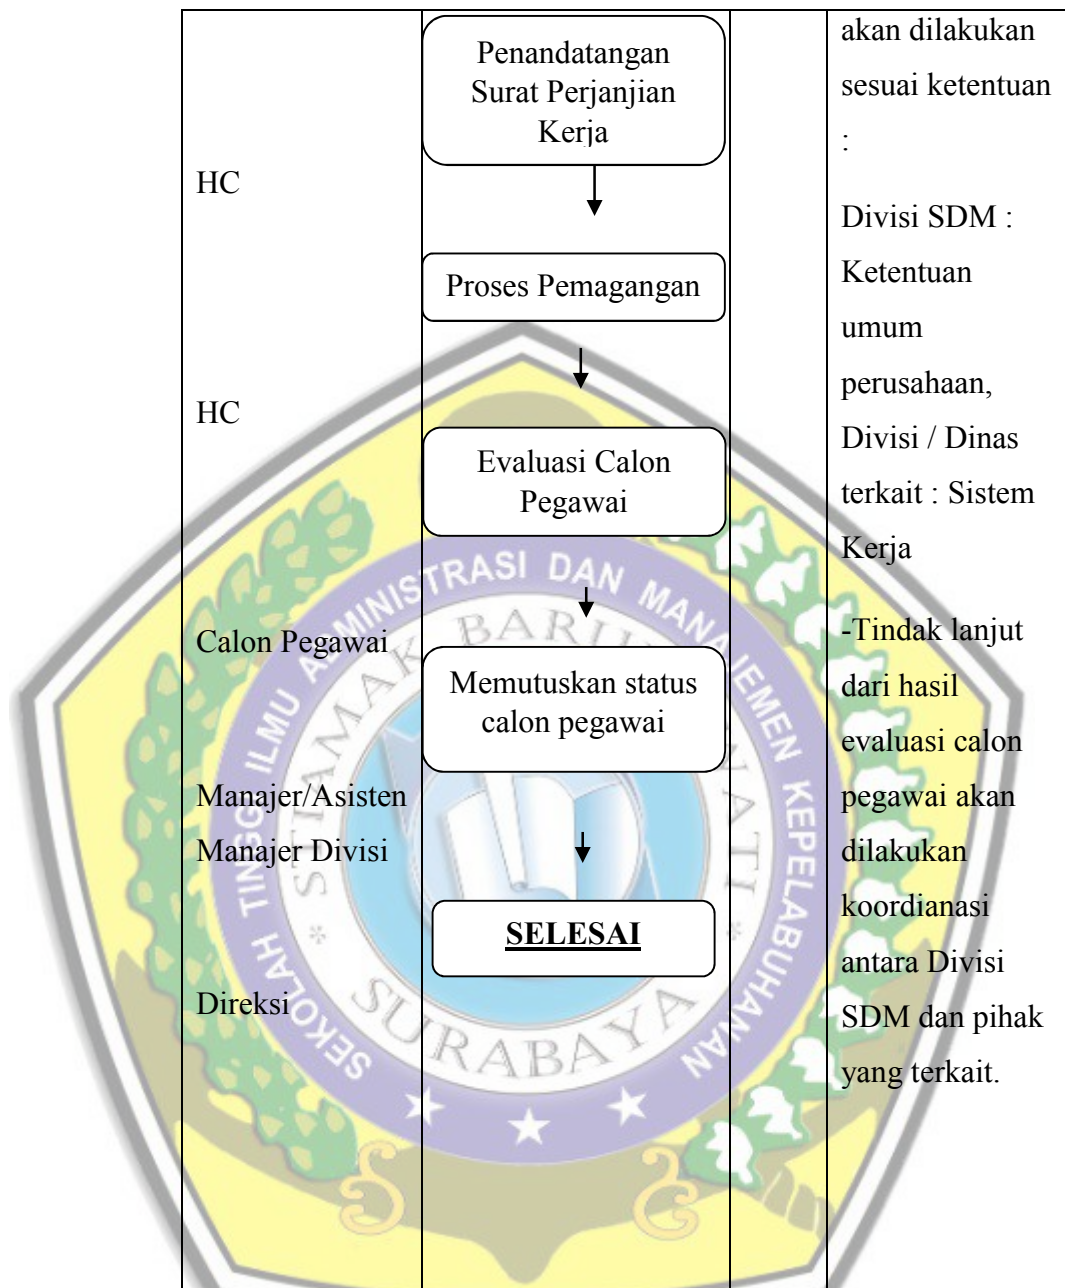 HC
HC
Calon Pegawai
Manajer/Asisten
Manajer Divisi
Direksi
Penandatangan
Surat Perjanjian
Kerja
Proses Pemagangan
Evaluasi Calon
Pegawai
Memutuskan status
calon pegawai
SELESAI
akan dilakukan
sesuai ketentuan
:
Divisi SDM :
Ketentuan
umum
perusahaan,
Divisi / Dinas
terkait : Sistem
Kerja
-Tindak lanjut
dari hasil
evaluasi calon
pegawai akan
dilakukan
koordianasi
antara Divisi
SDM dan pihak
yang terkait.
SEKOLAH TINGGI ILMU ADMINISTRASI DAN MANAJEMEN KEPELABUHANAN
STIAMAK
SURABAYA